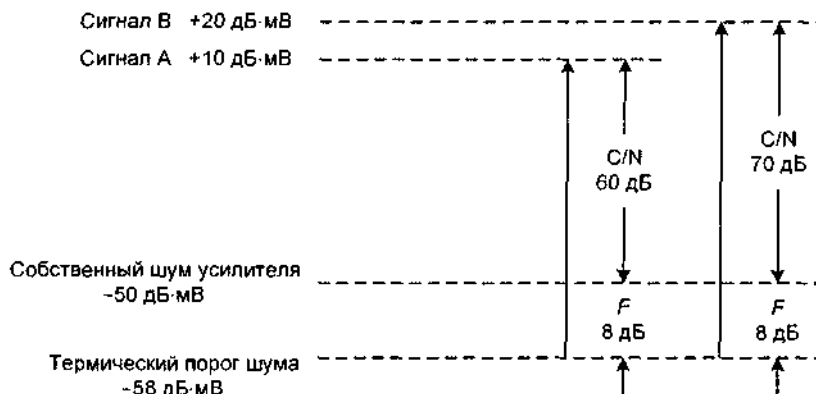 Сигнал B +20 дБ·мВ
Сигнал A +10 дБ·мВ
C/N
60 дБ
C/N
70 дБ
Собственный шум усилителя
–50 дБ·мВ
F
8 дБ
F
8 дБ
Термический порог шума
–58 дБ·мВ